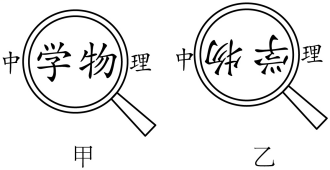 中 学 物 理 中 物 学 理
甲 乙